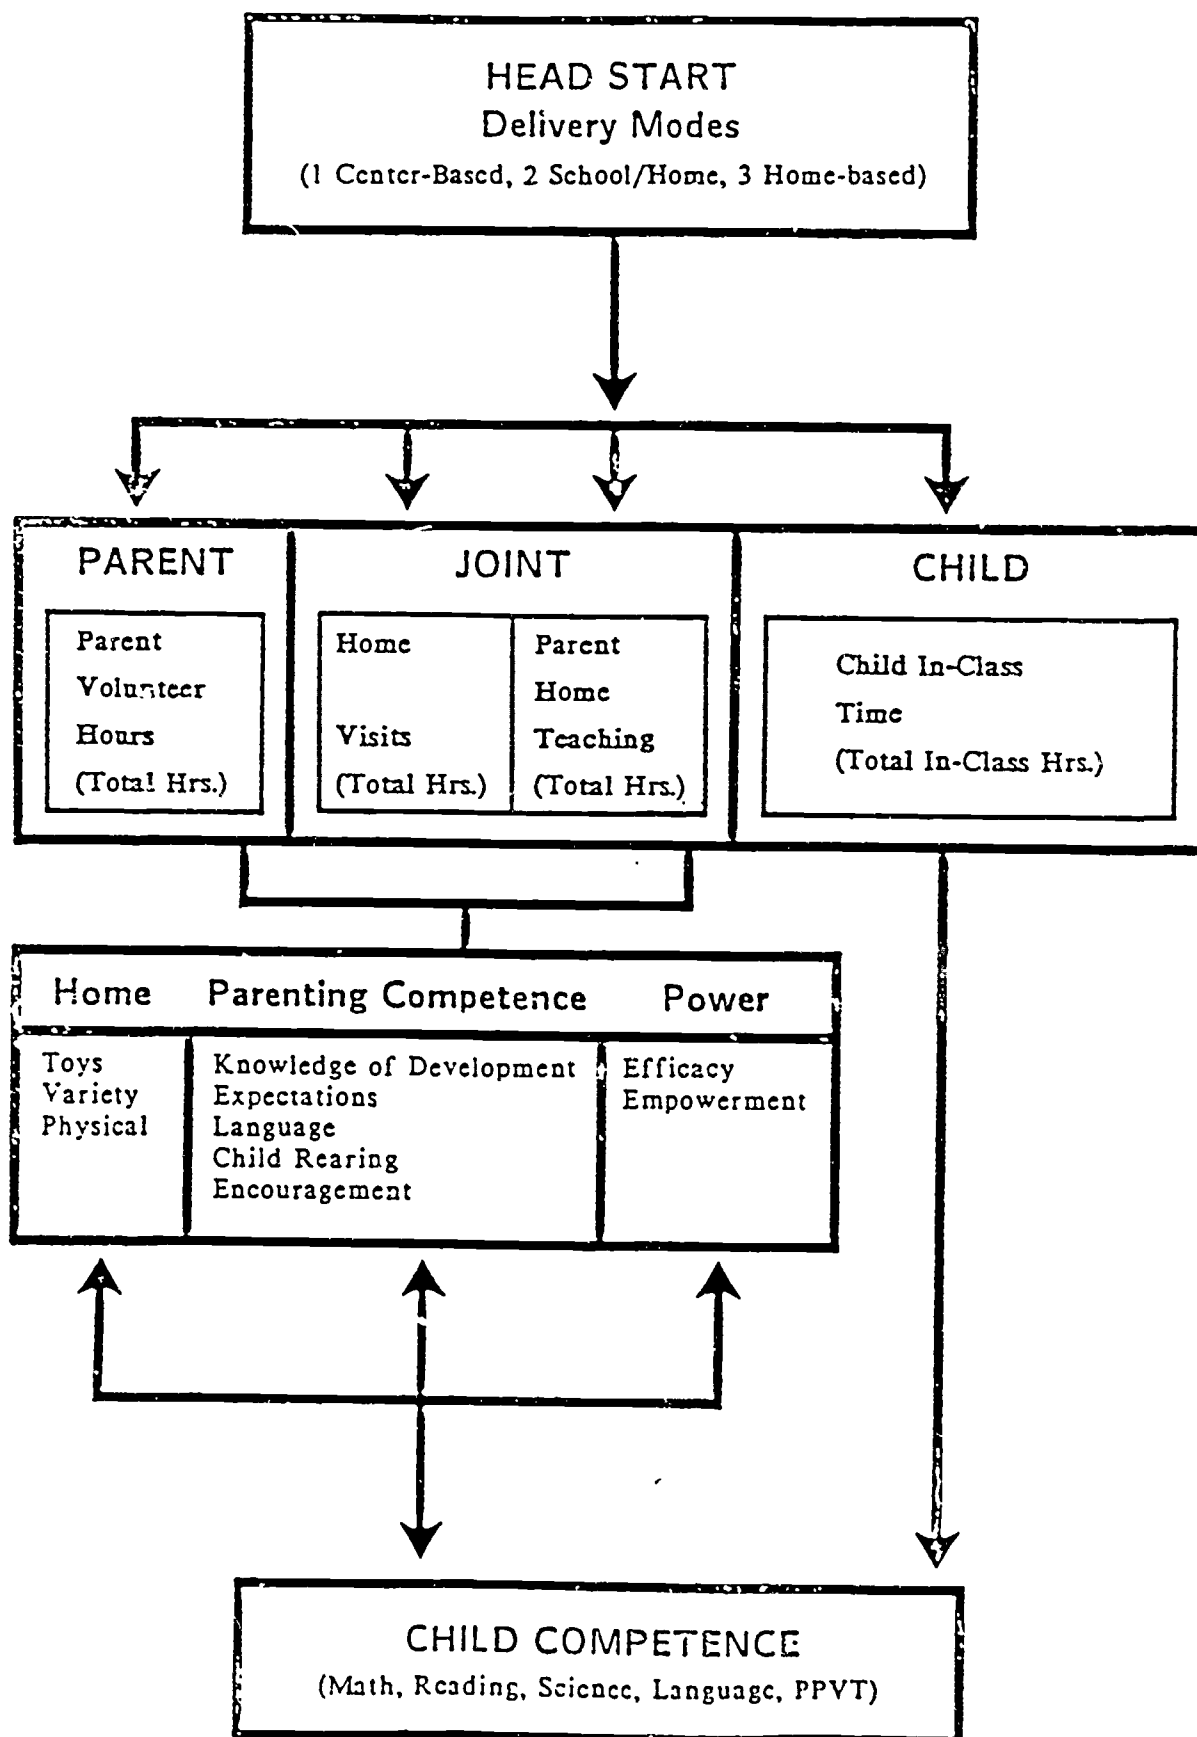 HEAD START
Delivery Modes
(1 Center-Based, 2 School/Home, 3 Home-based)
PARENT
Parent
Volunteer
Hours
(Total Hrs.)
JOINT
Home
Visits
(Total Hrs.)
Parent
Home
Teaching
(Total Hrs.)
CHILD
Child In-Class
Time
(Total In-Class Hrs.)
Home
Toys
Variety
Physical
Parenting Competence
Knowledge of Development
Expectations
Language
Child Rearing
Encouragement
Power
Efficacy
Empowerment
CHILD COMPETENCE
(Math, Reading, Science, Language, PPVT)